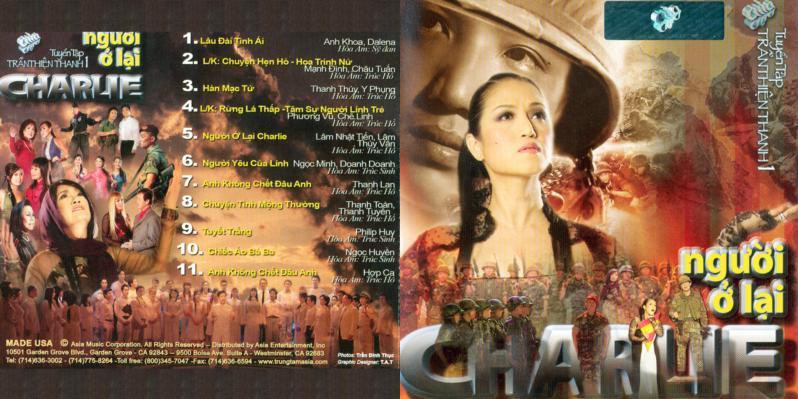 người
ở lại
Tuyển Tập
TRẦN THIỆN THANH 1
CHARLIE
1. Lâu Đài Tình Ái
Anh Khoa, Dalena
Hòa Âm: Sỹ Đan
2. L/K: Chuyện Hẹn Hò - Hoa Trinh Nữ
Mạnh Đình, Châu Tuấn
Hòa Âm: Trúc Hồ
3. Hàn Mạc Tử
Thanh Thúy, Y Phụng
Hòa Âm: Trúc Hồ
4. L/K: Rừng Lá Thấp -Tâm Sự Người Lính Trẻ
Phương Vũ, Chế Linh
Hòa Âm: Trúc Hồ
5. Người Ở Lại Charlie
Lâm Nhật Tiến, Lâm
Thúy Vân
Hòa Âm: Trúc Hồ
6. Người Yêu Của Lính
Ngọc Minh, Doanh Doanh
Hòa Âm: Trúc Sinh
7. Anh Không Chết Đâu Anh
Thanh Lan
Hòa Âm: Trúc Hồ
8. Chuyện Tình Mộng Thường
Thanh Toàn,
Thanh Tuyền
Hòa Âm: Trúc Hồ
9. Tuyết Trắng
Philip Huy
Hòa Âm: Trúc Sinh
10. Chiếc Áo Bà Ba
Ngọc Huyền
Hòa Âm: Trúc Sinh
11. Anh Không Chết Đâu Anh
Hợp Ca
Hòa Âm: Trúc Hồ
MADE USA © Asia Music Corporation, All Rights Reserved – Distributed by Asia Entertainment, Inc
10501 Garden Grove Blvd., Garden Grove - CA 92843 – 9500 Bolsa Ave, Suite A - Westminister, CA 92683
Tel: (714)636-3002 - (714)775-8264 -Toll free: (800)345-7047 -Fax: (714)636-6594 - www.trungtamasia.com
Photos: Trần Đình Thục
Graphic Designer: T.A.T
Tuyển Tập
TRẦN THIỆN THANH 1
người
ở lại
CHARLIE